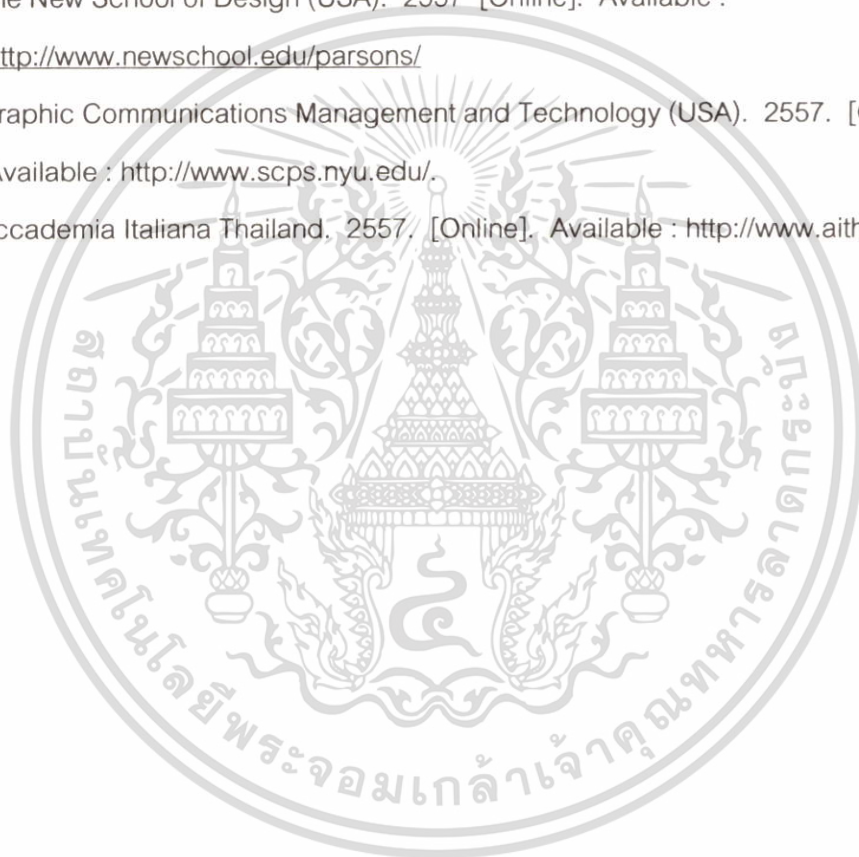 he New School of Design (USA). 2557 [Online]. Available :
ttp://www.newschool.edu/parsons/
raphic Communications Management and Technology (USA). 2557. [
vailable : http://www.scps.nyu.edu/.
ccademia Italiana Thailand. 2557. [Online]. Available : http://www.aith
สถาบันเทคโนโลยีพระจอมเกล้าเจ้าคุณทหารลาดกระบัง
๔